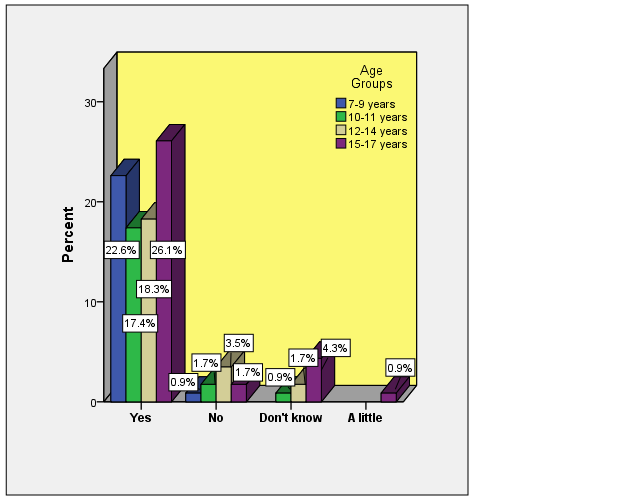 Age
Groups
7-9 years
10-11 years
12-14 years
15-17 years
Percent
30
20
10
0
22.6%
17.4%
18.3%
26.1%
0.9%
1.7%
3.5%
1.7%
0.9%
1.7%
4.3%
0.9%
Yes
No
Don't know
A little